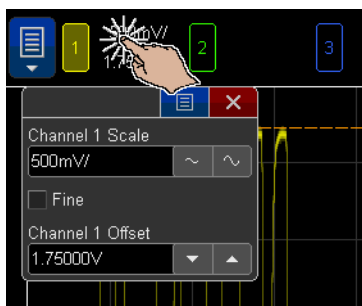 1
2
3
Channel 1 Scale
500mV/
Fine
Channel 1 Offset
1.75000V